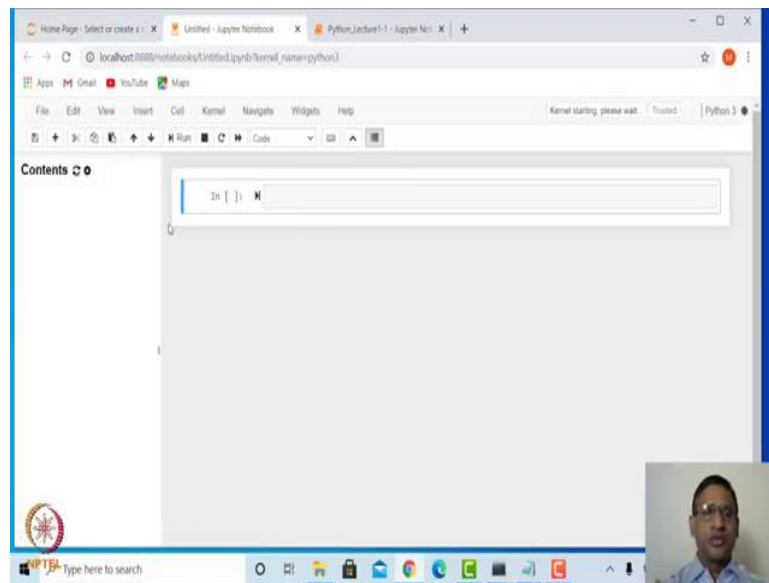 Home Page - Select or create a n X Untitled - Jupyter Notebook X Python_Lecture1-1 - Jupyter Not X +
localhost:8888/notebooks/Untitled.ipynb?kernel_name=python3
Apps Gmail YouTube Maps
File Edit View Insert Cell Kernel Navigate Widgets Help Kernel starting, please wait... Trusted Python 3
Run Code
Contents
In [ ]:
NPTEL Type here to search